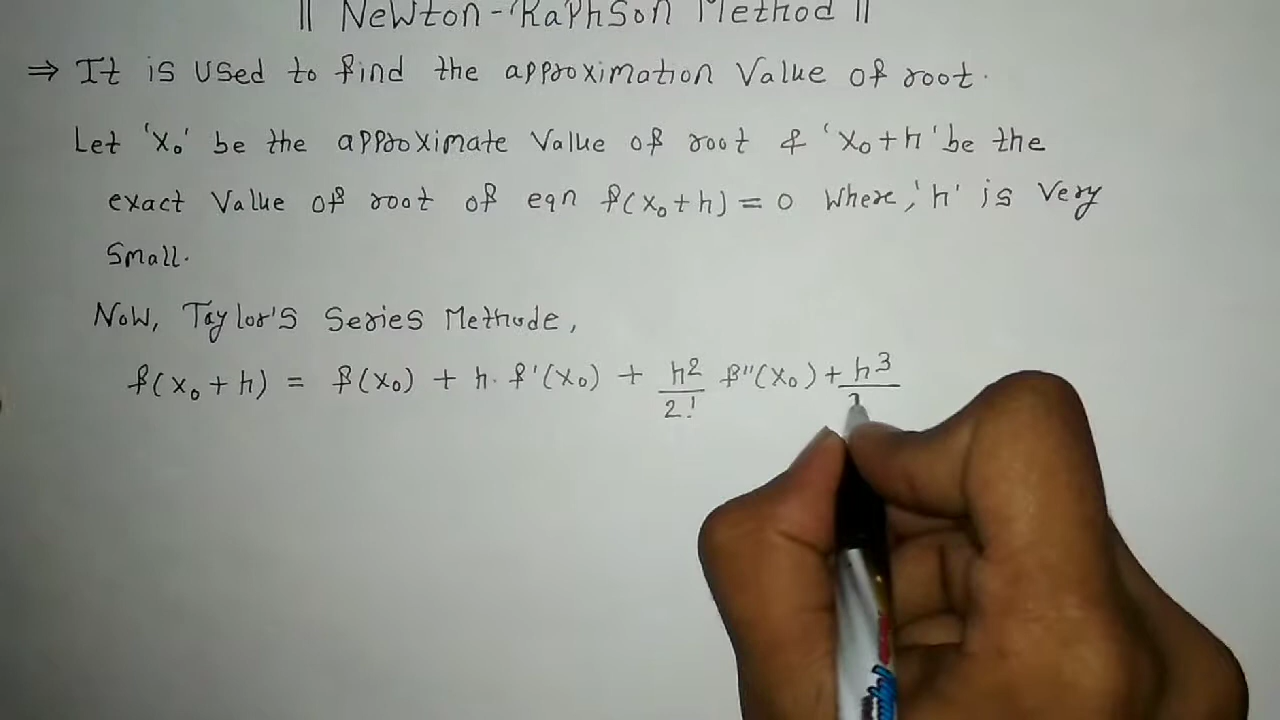 || Newton-Raphson Method ||
⇒ It is used to find the approximation Value of root.
Let 'x₀' be the approximate Value of root & 'x₀+h' be the
exact Value of root of eqn f(x₀+h) = 0 where, 'h' is Very
Small.
Now, Taylor's Series Methode,
f(x₀+h) = f(x₀) + h. f'(x₀) + h²/2! f''(x₀) + h³/